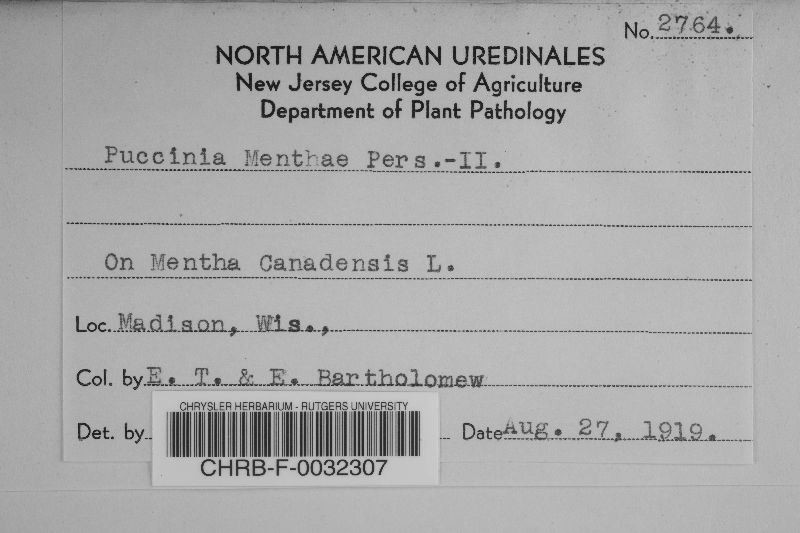 No. 2764.
NORTH AMERICAN UREDINALES
New Jersey College of Agriculture
Department of Plant Pathology
Puccinia Menthae Pers.-II.
On Mentha Canadensis L.
Loc. Madison, Wis.,
Col. by E. T. & E. Bartholomew
Det. by Date Aug. 27, 1919.
CHRYSLER HERBARIUM - RUTGERS UNIVERSITY
CHRB-F-0032307